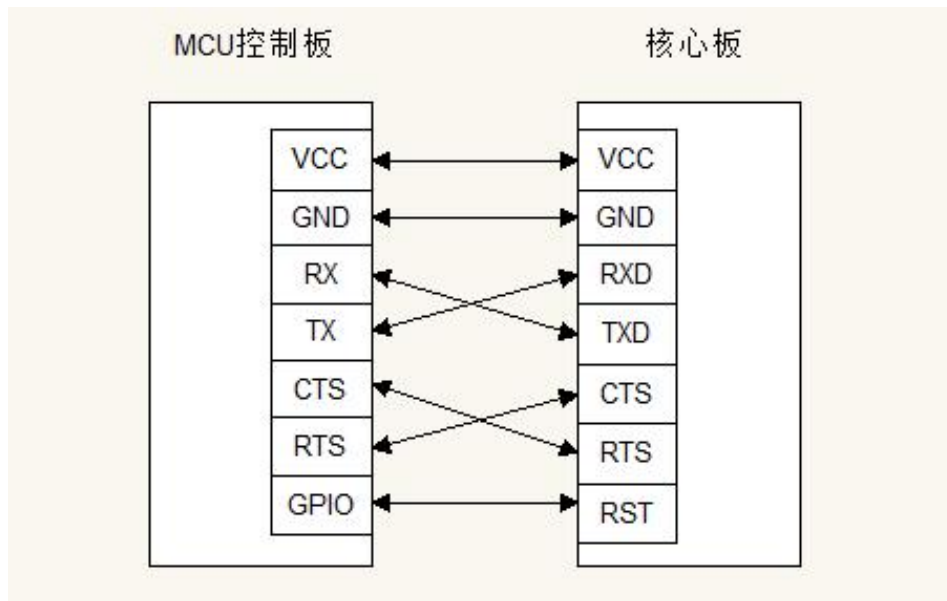 MCU控制板
核心板
VCC
GND
RX
TX
CTS
RTS
GPIO
VCC
GND
RXD
TXD
CTS
RTS
RST